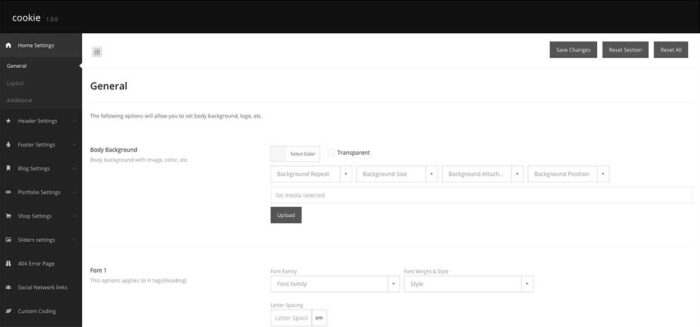 cookie 1.0.0
Home Settings
General
Layout
Additional
Header Settings
Footer Settings
Blog Settings
Portfolio Settings
Shop Settings
Sliders settings
404 Error Page
Social Network links
Custom Coding
Save Changes Reset Section Reset All
General
The following options will allow you to set body background, logo, etc.
Body Background
Body background with image, color, etc.
Select Color Transparent
Background Repeat Background Size Background Attach... Background Position
No media selected
Upload
Font 1
This options applies to H tags(Heading)
Font Family Font Weight & Style
Font family Style
Letter Spacing
Letter Spacin em